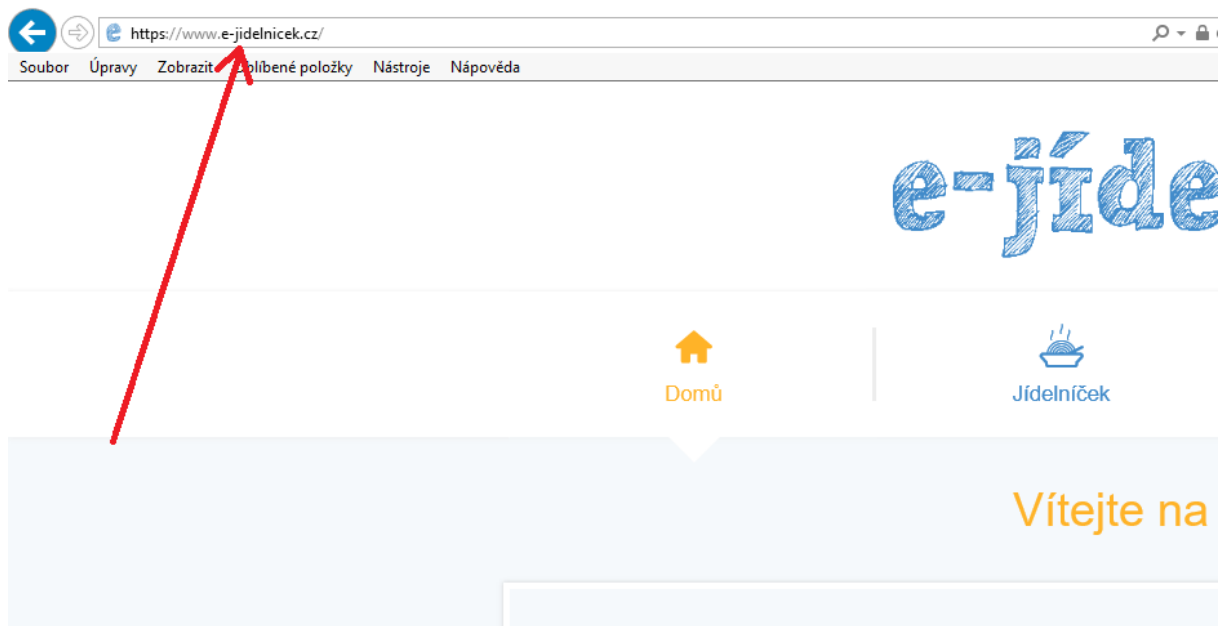 https://www.e-jidelnicek.cz/
Soubor Úpravy Zobrazit Oblíbené položky Nástroje Nápověda
e-jíde
Domů
Jídelníček
Vítejte na